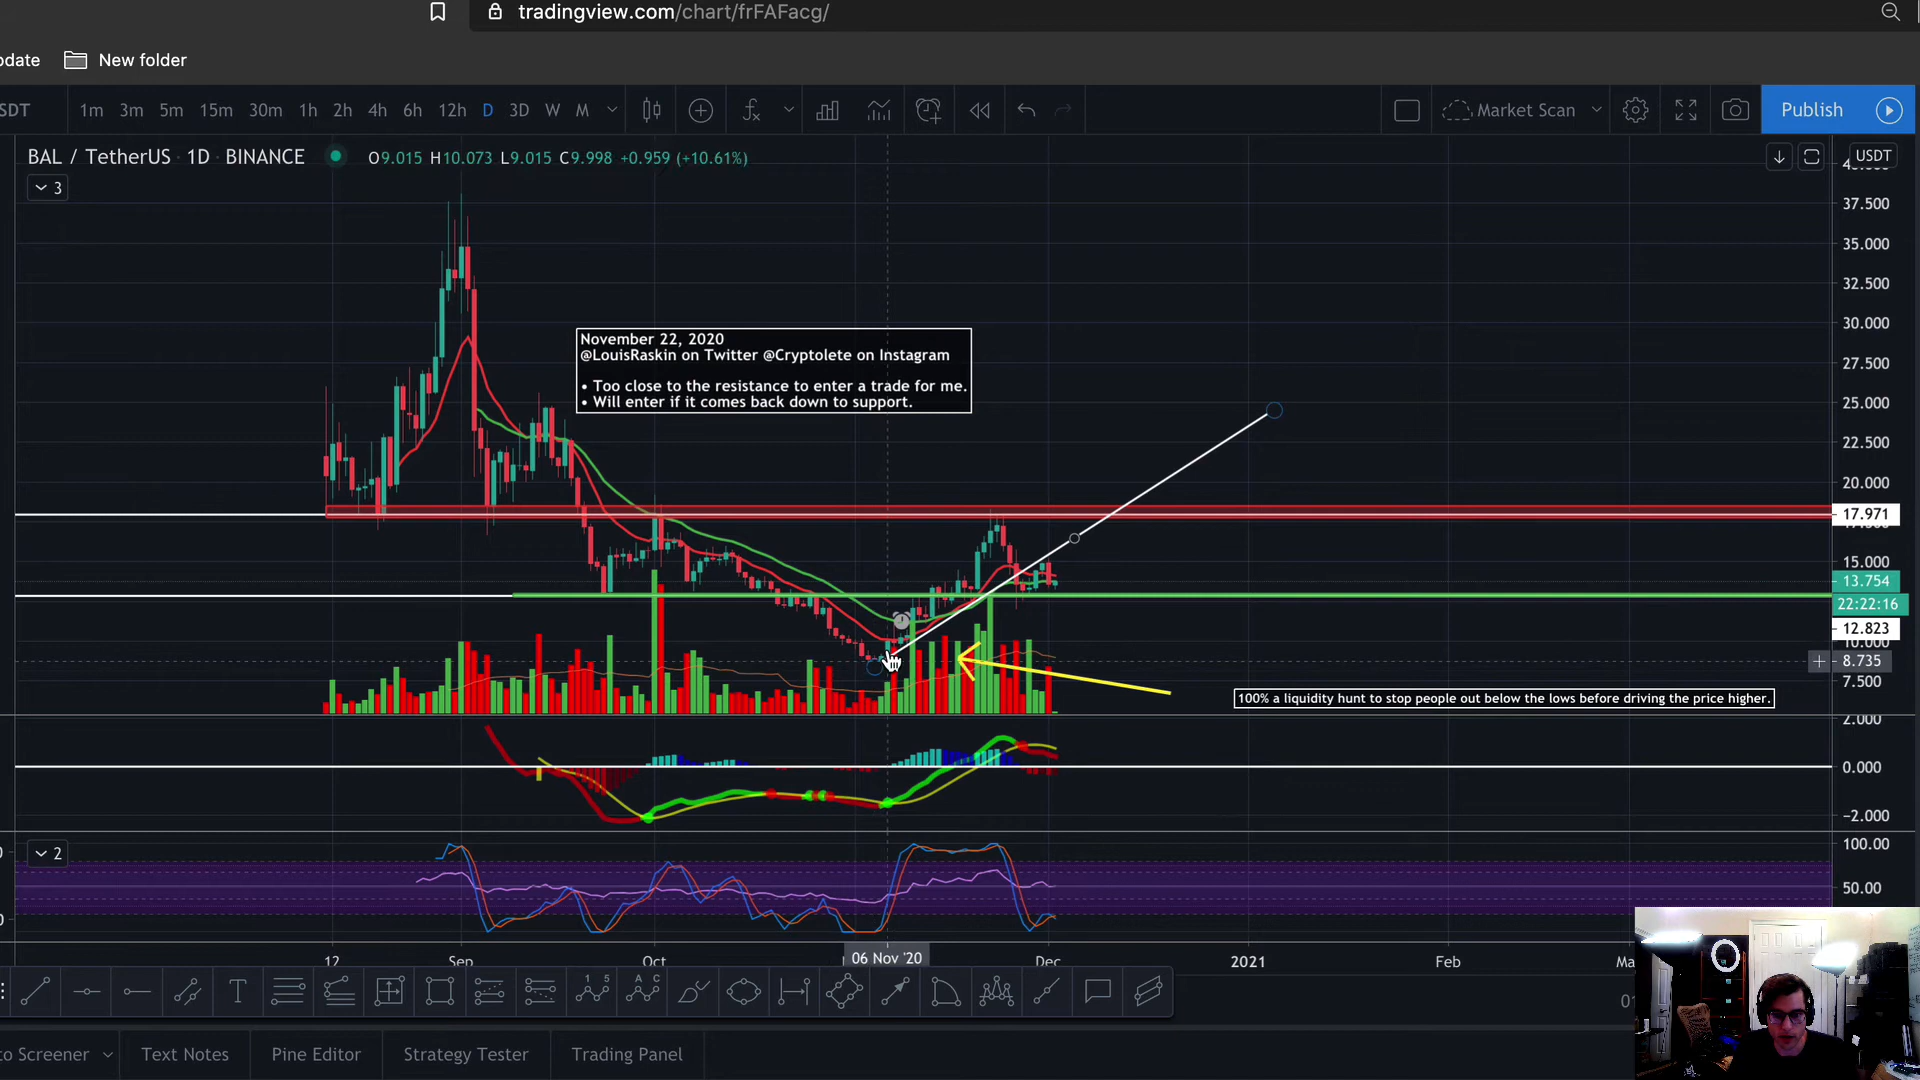 tradingview.com/chart/frFAFacg/
pdate New folder
SDT 1m 3m 5m 15m 30m 1h 2h 4h 6h 12h D 3D W M Market Scan Publish
BAL / TetherUS · 1D · BINANCE O9.015 H10.073 L9.015 C9.998 +0.959 (+10.61%) USDT
3
37.500
35.000
32.500
30.000
November 22, 2020
@LouisRaskin on Twitter @Cryptolete on Instagram
• Too close to the resistance to enter a trade for me.
• Will enter if it comes back down to support.
27.500
25.000
22.500
20.000
17.971
15.000
13.754
22:22:16
12.823
10.000
8.735
7.500
100% a liquidity hunt to stop people out below the lows before driving the price higher.
2.000
0.000
-2.000
2 100.00
50.00
12 Sep Oct 06 Nov '20 Dec 2021 Feb
1 5 A C
to Screener Text Notes Pine Editor Strategy Tester Trading Panel